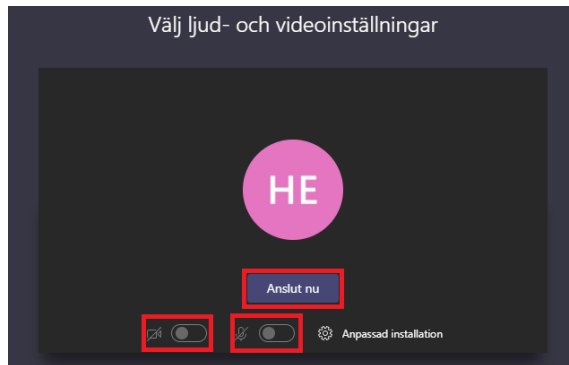 Välj ljud- och videoinställningar
HE
Anslut nu
Anpassad installation